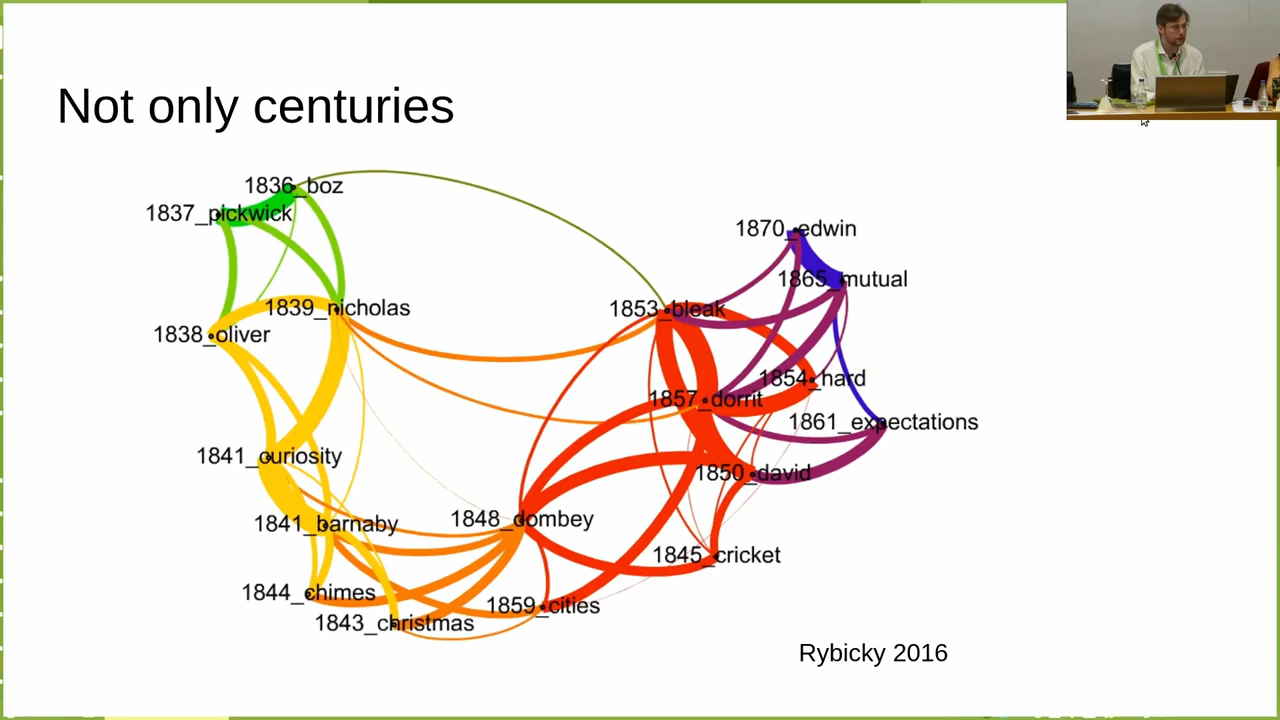 Not only centuries
1836_boz
1837_pickwick
1870_edwin
1865_mutual
1839_nicholas
1853_bleak
1838_oliver
1854_hard
1857_dorrit
1861_expectations
1841_curiosity
1850_david
1848_dombey
1841_barnaby
1845_cricket
1844_chimes
1859_cities
1843_christmas
Rybicky 2016